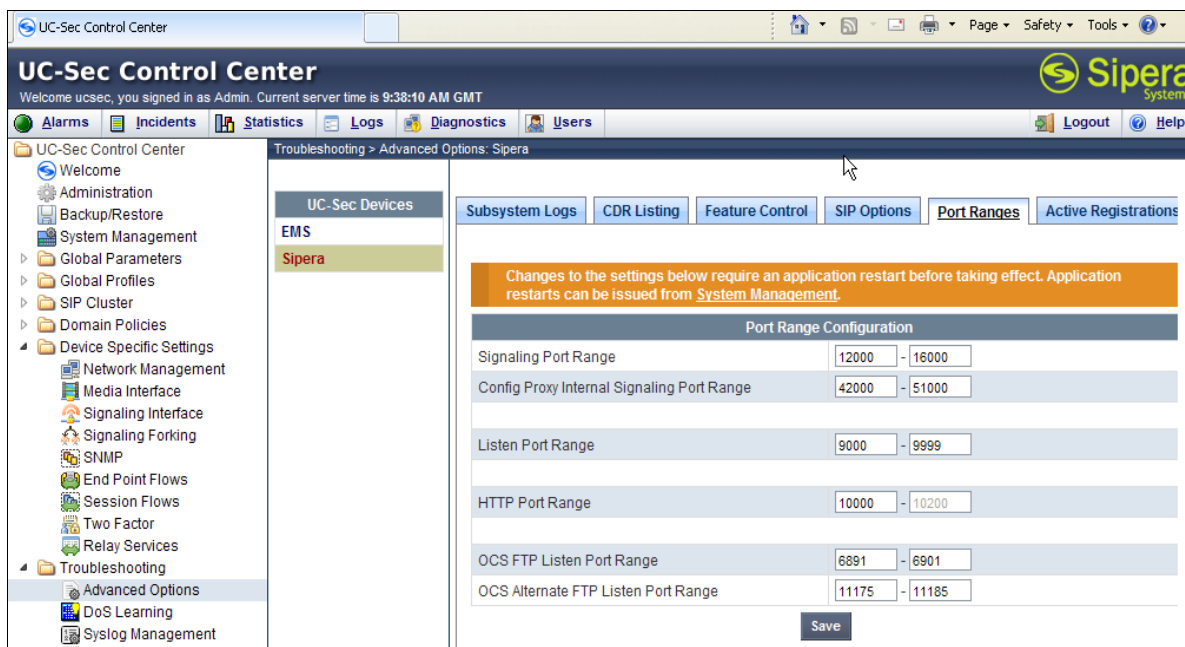 UC-Sec Control Center
Page Safety Tools
UC-Sec Control Center
Welcome ucsec, you signed in as Admin. Current server time is 9:38:10 AM GMT
Sipera
System
Alarms Incidents Statistics Logs Diagnostics Users Logout Help
UC-Sec Control Center
Welcome
Administration
Backup/Restore
System Management
Global Parameters
Global Profiles
SIP Cluster
Domain Policies
Device Specific Settings
Network Management
Media Interface
Signaling Interface
Signaling Forking
SNMP
End Point Flows
Session Flows
Two Factor
Relay Services
Troubleshooting
Advanced Options
DoS Learning
Syslog Management
Troubleshooting > Advanced Options: Sipera
UC-Sec Devices
EMS
Sipera
Subsystem Logs CDR Listing Feature Control SIP Options Port Ranges Active Registrations
Changes to the settings below require an application restart before taking effect. Application
restarts can be issued from System Management.
Port Range Configuration
Signaling Port Range 12000 - 16000
Config Proxy Internal Signaling Port Range 42000 - 51000
Listen Port Range 9000 - 9999
HTTP Port Range 10000 - 10200
OCS FTP Listen Port Range 6891 - 6901
OCS Alternate FTP Listen Port Range 11175 - 11185
Save